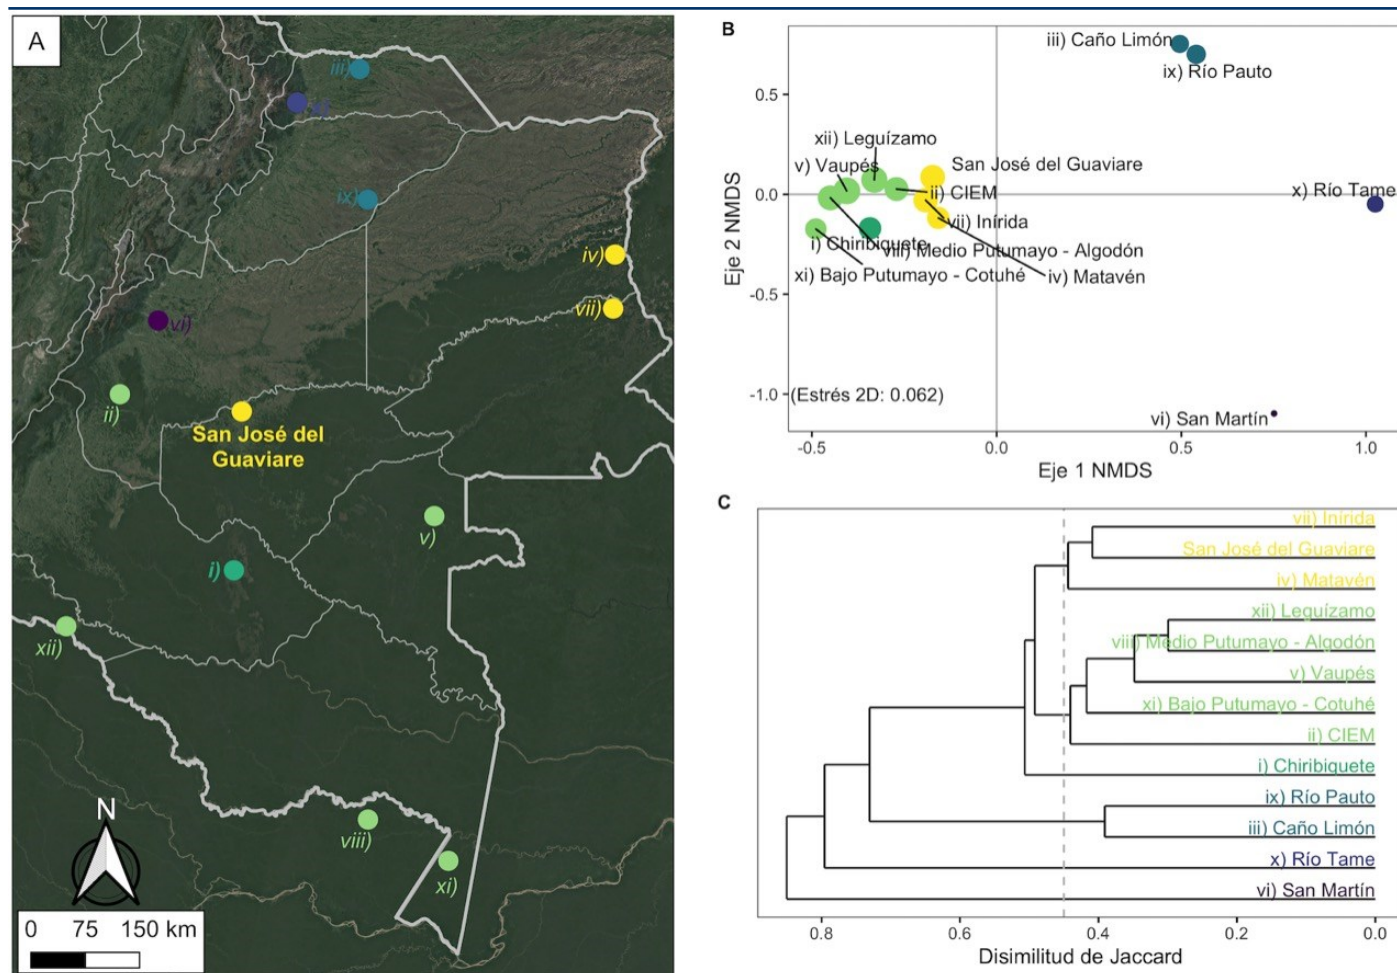 A
iii)
x)
ix)
iv)
vii)
vi)
ii)
San José del
Guaviare
v)
i)
xii)
viii)
xi)
N
0 75 150 km
B
iii) Caño Limón
ix) Río Pauto
xii) Leguízamo
v) Vaupés
San José del Guaviare
ii) CIEM
x) Río Tame
vii) Inírida
i) Chiribiquete
viii) Medio Putumayo - Algodón
xi) Bajo Putumayo - Cotuhé
iv) Matavén
(Estrés 2D: 0.062)
vi) San Martín
0.5
0.0
-0.5
-1.0
Eje 2 NMDS
-0.5 0.0 0.5 1.0
Eje 1 NMDS
C
vii) Inírida
San José del Guaviare
iv) Matavén
xii) Leguízamo
viii) Medio Putumayo - Algodón
v) Vaupés
xi) Bajo Putumayo - Cotuhé
ii) CIEM
i) Chiribiquete
ix) Río Pauto
iii) Caño Limón
x) Río Tame
vi) San Martín
0.8 0.6 0.4 0.2 0.0
Disimilitud de Jaccard